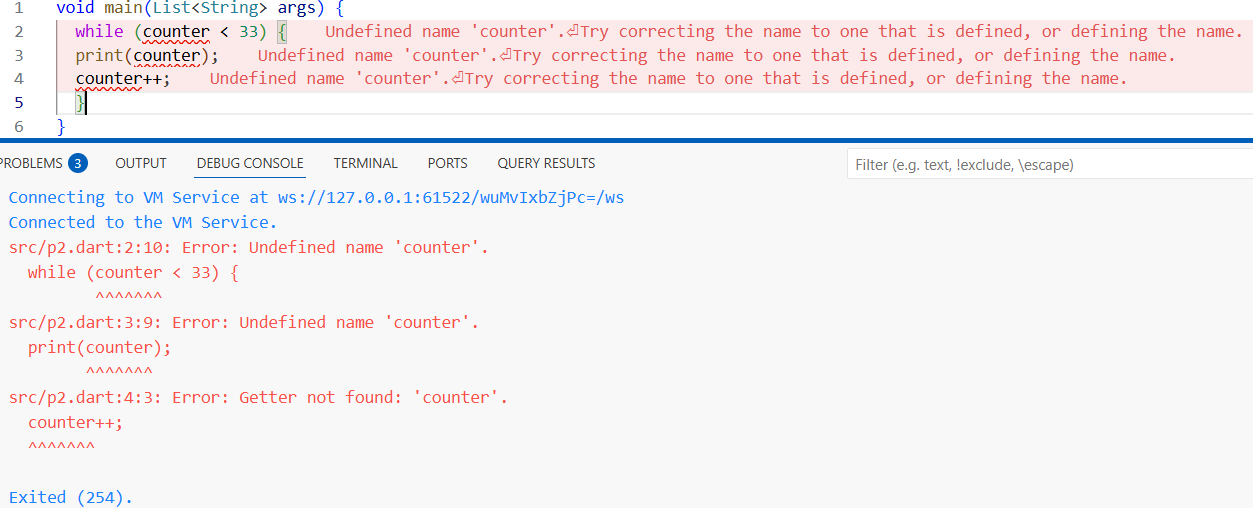 1 void main(List<String> args) {
2 while (counter < 33) { Undefined name 'counter'.⏎Try correcting the name to one that is defined, or defining the name.
3 print(counter); Undefined name 'counter'.⏎Try correcting the name to one that is defined, or defining the name.
4 counter++; Undefined name 'counter'.⏎Try correcting the name to one that is defined, or defining the name.
5 }
6 }
PROBLEMS 3 OUTPUT DEBUG CONSOLE TERMINAL PORTS QUERY RESULTS Filter (e.g. text, !exclude, \escape)
Connecting to VM Service at ws://127.0.0.1:61522/wuMvIxbZjPc=/ws
Connected to the VM Service.
src/p2.dart:2:10: Error: Undefined name 'counter'.
while (counter < 33) {
^^^^^^^
src/p2.dart:3:9: Error: Undefined name 'counter'.
print(counter);
^^^^^^^
src/p2.dart:4:3: Error: Getter not found: 'counter'.
counter++;
^^^^^^^
Exited (254).